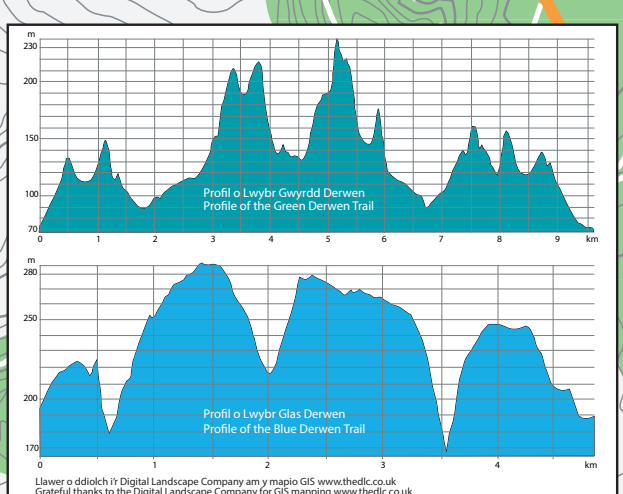 m
230
200
150
100
70
Profil o Lwybr Gwyrdd Derwen
Profile of the Green Derwen Trail
0 1 2 3 4 5 6 7 8 9 km
m
280
250
200
170
Profil o Lwybr Glas Derwen
Profile of the Blue Derwen Trail
0 1 2 3 4 km
Llawer o ddiolch i'r Digital Landscape Company am y mapio GIS www.thedlc.co.uk
Grateful thanks to the Digital Landscape Company for GIS mapping www.thedlc.co.uk